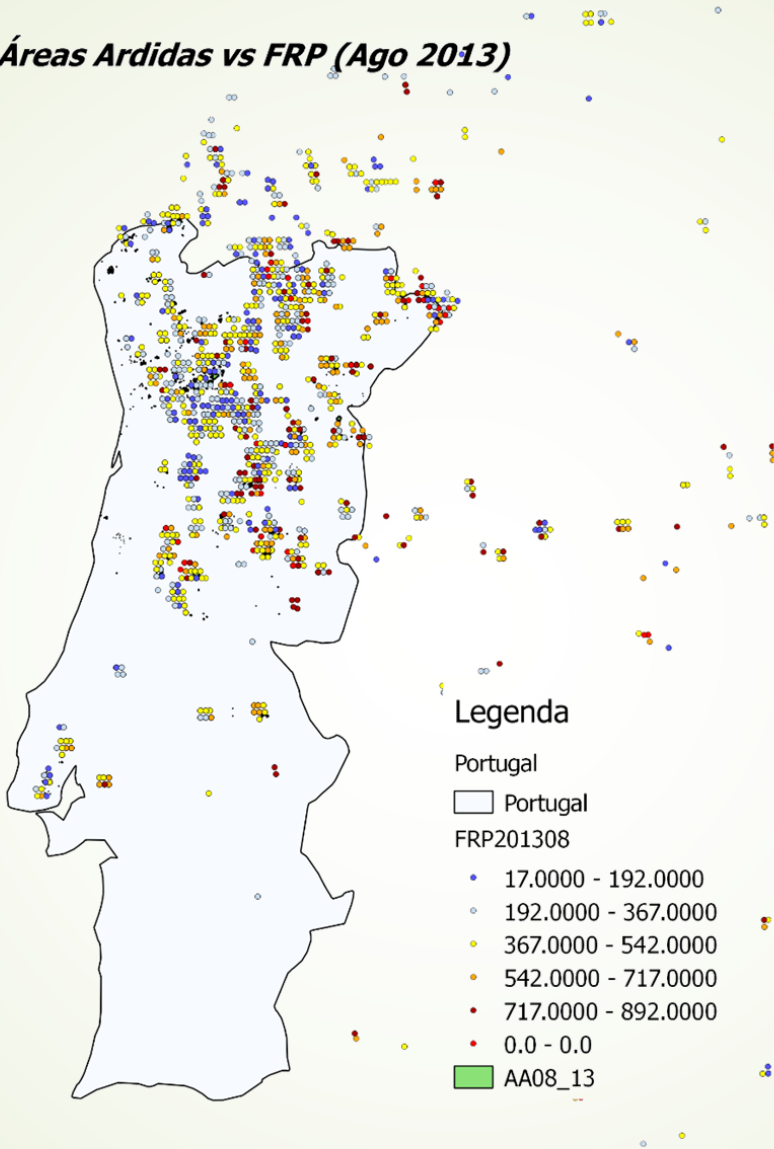 Áreas Ardidas vs FRP (Ago 2013)
Legenda
Portugal
Portugal
FRP201308
17.0000 - 192.0000
192.0000 - 367.0000
367.0000 - 542.0000
542.0000 - 717.0000
717.0000 - 892.0000
0.0 - 0.0
AA08_13